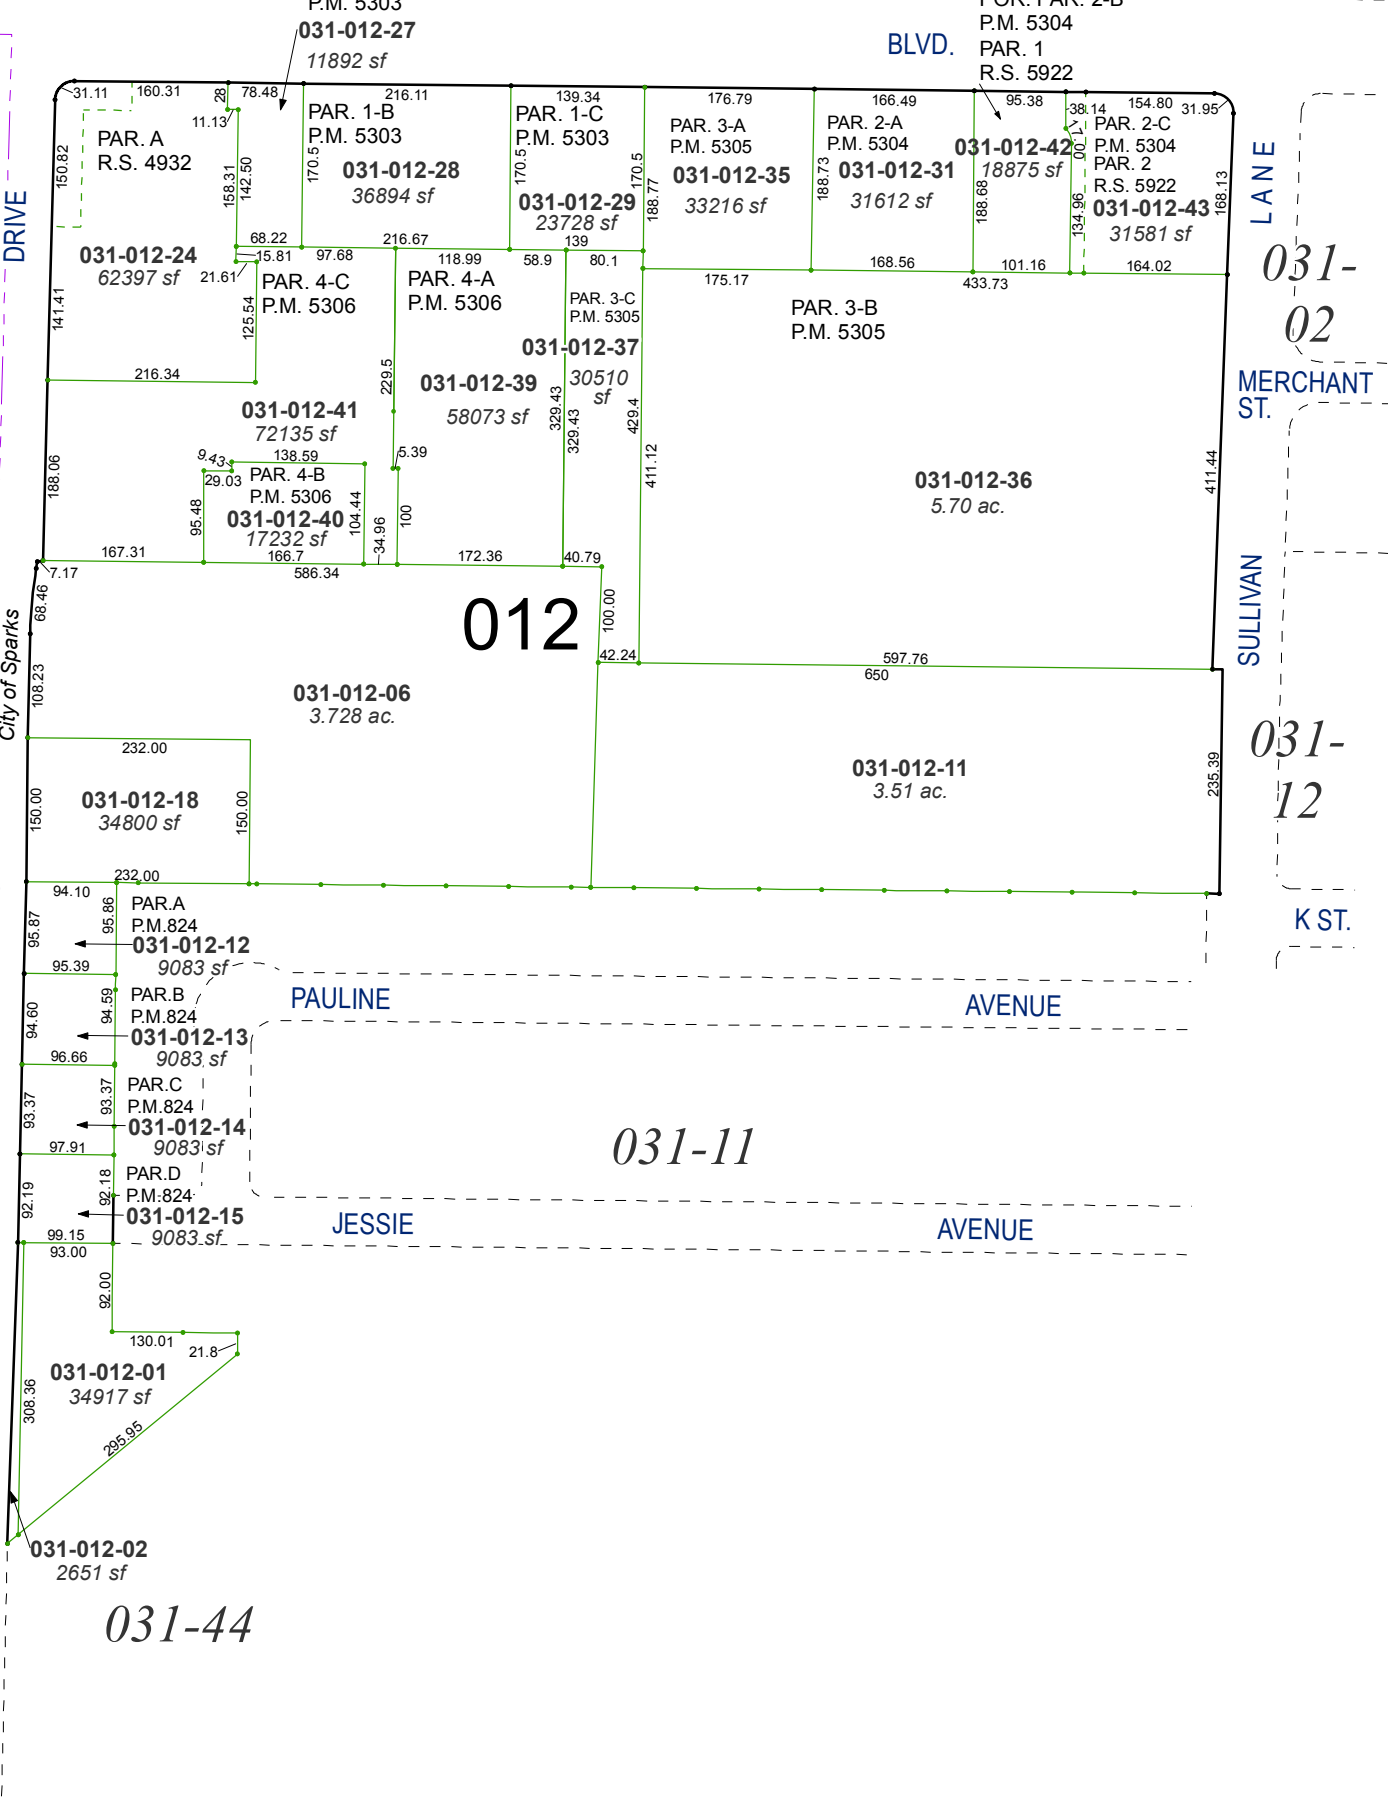 P.M. 5303
031-012-27
11892 sf
BLVD.
P.M. 5304
PAR. 1
R.S. 5922
31.11
160.31
28
78.48
216.11
139.34
176.79
166.49
95.38
38.14
154.80
31.95
11.13
PAR. A
R.S. 4932
PAR. 1-B
P.M. 5303
031-012-28
36894 sf
PAR. 1-C
P.M. 5303
031-012-29
23728 sf
PAR. 3-A
P.M. 5305
031-012-35
33216 sf
PAR. 2-A
P.M. 5304
031-012-31
31612 sf
031-012-42
18875 sf
PAR. 2-C
P.M. 5304
PAR. 2
R.S. 5922
031-012-43
31581 sf
150.82
158.31
142.50
170.5
170.5
170.5
188.77
188.73
188.68
134.96
168.13
DRIVE
LANE
031-
02
031-012-24
62397 sf
68.22
15.81
21.61
97.68
216.67
118.99
58.9
139
80.1
175.17
168.56
101.16
433.73
164.02
PAR. 4-C
P.M. 5306
PAR. 4-A
P.M. 5306
PAR. 3-C
P.M. 5305
PAR. 3-B
P.M. 5305
141.41
125.54
216.34
229.5
031-012-37
30510
sf
031-012-39
58073 sf
031-012-41
72135 sf
329.43
329.43
429.4
411.12
MERCHANT
ST.
188.06
9.43
29.03
138.59
5.39
PAR. 4-B
P.M. 5306
031-012-40
17232 sf
95.48
104.44
34.96
100
031-012-36
5.70 ac.
411.44
167.31
166.7
586.34
172.36
40.79
7.17
68.46
100.00
012
SULLIVAN
City of Sparks
108.23
42.24
597.76
650
031-012-06
3.728 ac.
232.00
031-012-18
34800 sf
150.00
150.00
031-012-11
3.51 ac.
235.39
031-
12
232.00
94.10
95.87
95.86
PAR.A
P.M.824
031-012-12
9083 sf
K ST.
95.39
94.60
94.59
PAR.B
P.M.824
031-012-13
9083 sf
PAULINE
AVENUE
96.66
93.37
93.37
PAR.C
P.M.824
031-012-14
9083 sf
031-11
97.91
92.19
92.18
PAR.D
P.M.824
031-012-15
9083 sf
JESSIE
AVENUE
99.15
93.00
92.00
130.01
21.8
031-012-01
34917 sf
308.36
295.95
031-012-02
2651 sf
031-44